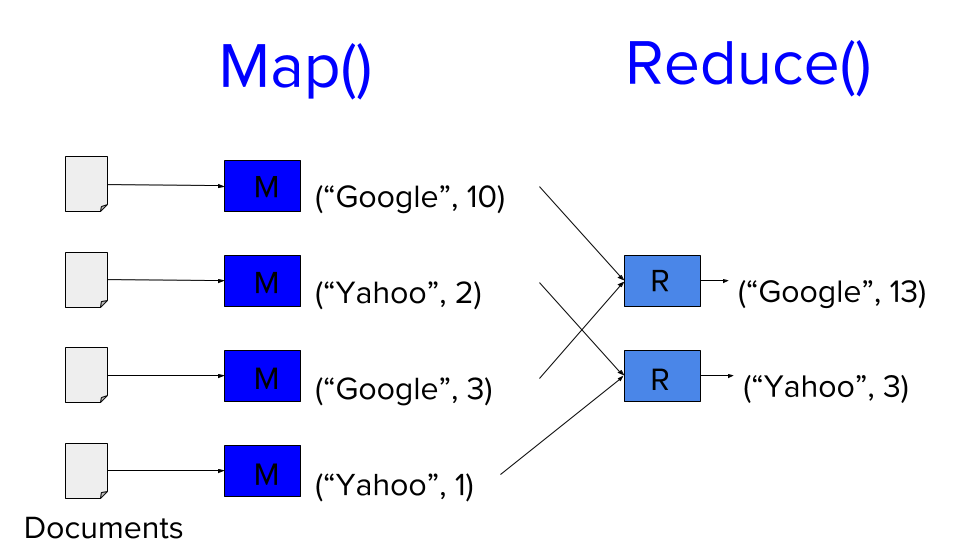 Map()
Reduce()
M
(“Google”, 10)
M
(“Yahoo”, 2)
R
(“Google”, 13)
M
(“Google”, 3)
R
(“Yahoo”, 3)
M
(“Yahoo”, 1)
Documents